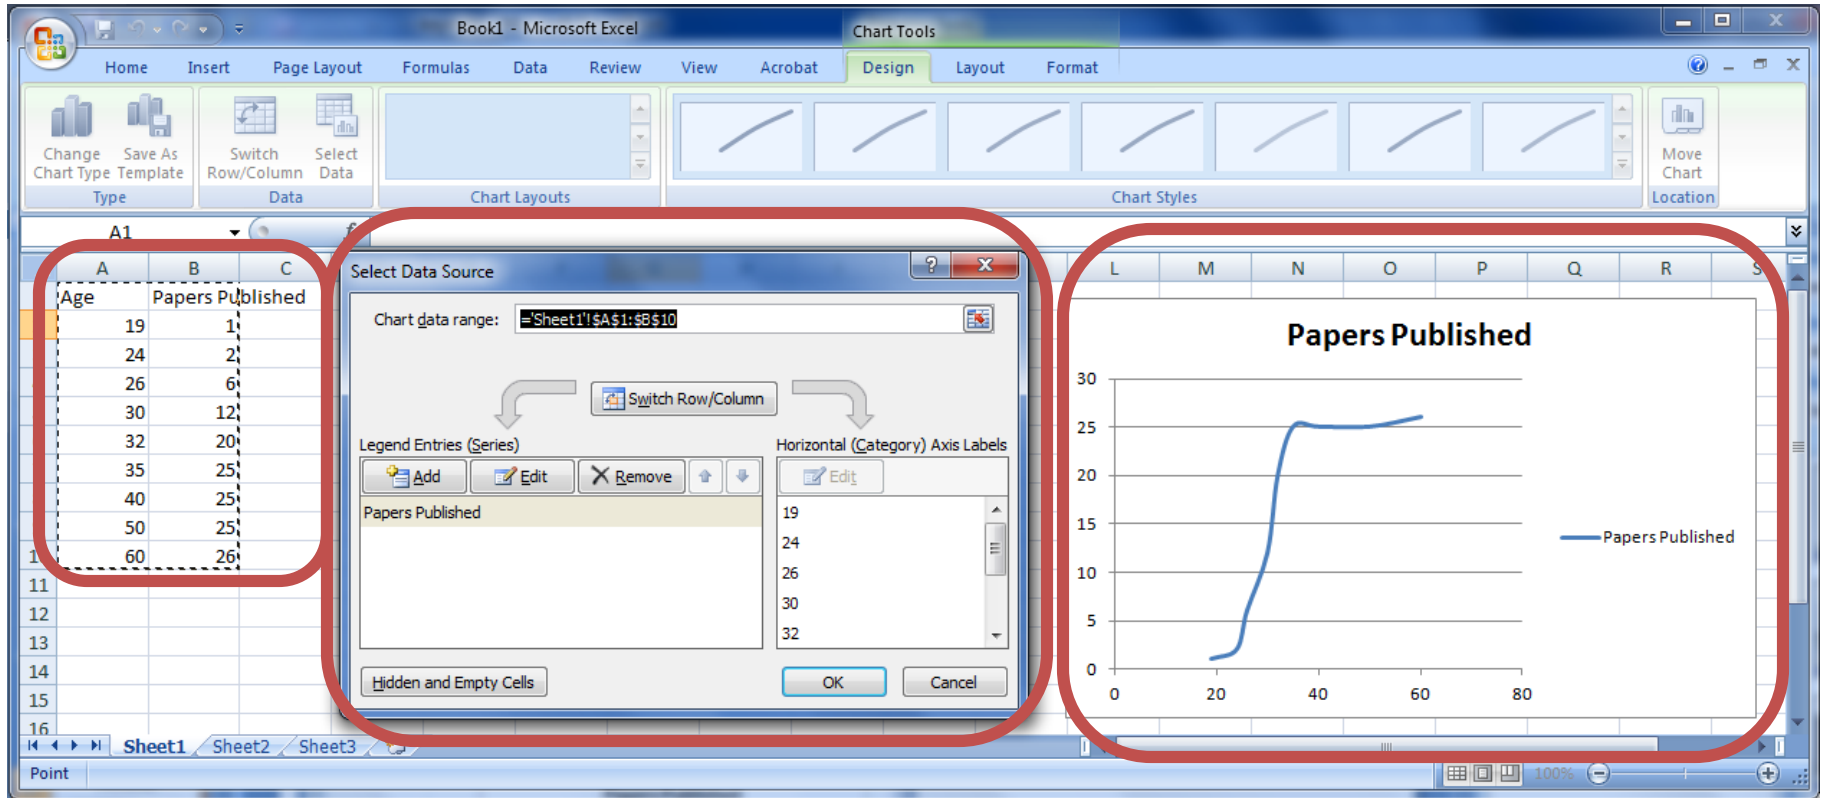 Book1 - Microsoft Excel
Chart Tools
Home Insert Page Layout Formulas Data Review View Acrobat Design Layout Format
Change Chart Type
Save As Template
Switch Row/Column
Select Data
Move Chart
Type
Data
Chart Layouts
Chart Styles
Location
A1
A B C
Age Papers Published
19 1
24 2
26 6
30 12
32 20
35 25
40 25
50 25
60 26
11
12
13
14
15
16
Select Data Source
Chart data range: ='Sheet1'!$A$1:$B$10
Switch Row/Column
Legend Entries (Series)
Add Edit Remove
Papers Published
Horizontal (Category) Axis Labels
Edit
19
24
26
30
32
Hidden and Empty Cells
OK Cancel
L M N O P Q R S
Papers Published
30
25
20
15
10
5
0
0 20 40 60 80
Papers Published
Sheet1 Sheet2 Sheet3
Point
100%